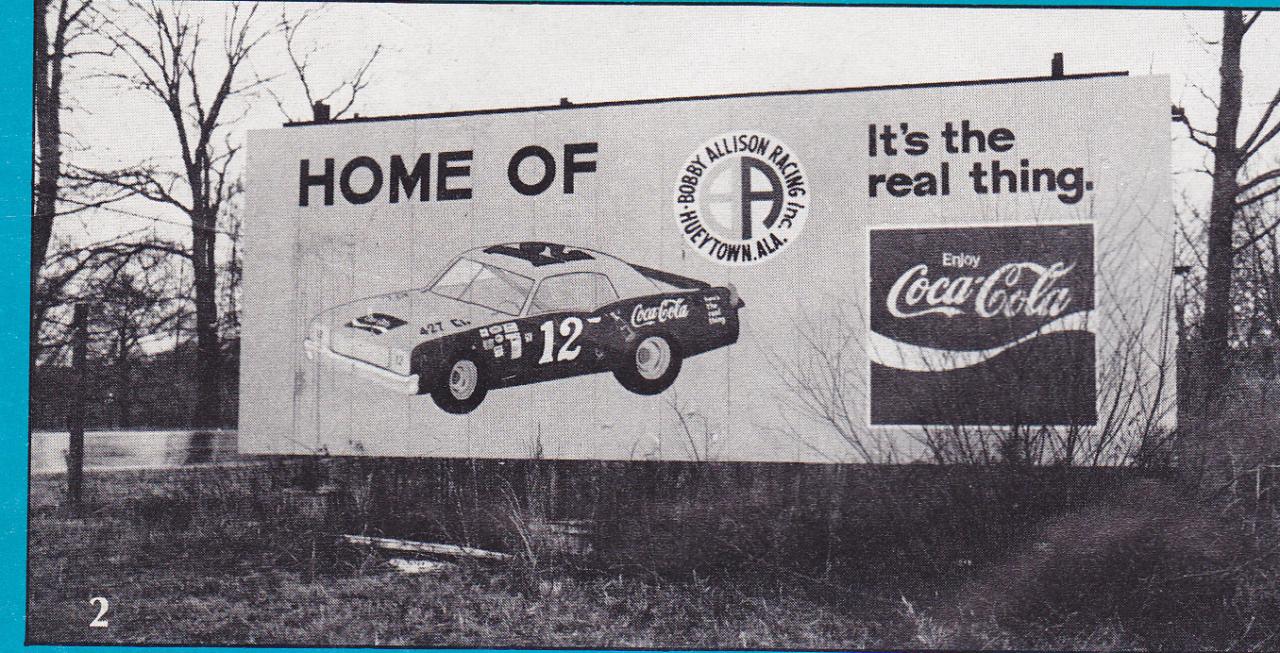 HOME OF
BOBBY ALLISON RACING Inc.
HUEYTOWN. ALA.
It's the
real thing.
Enjoy
Coca-Cola
427
12
Coca-Cola
12
2